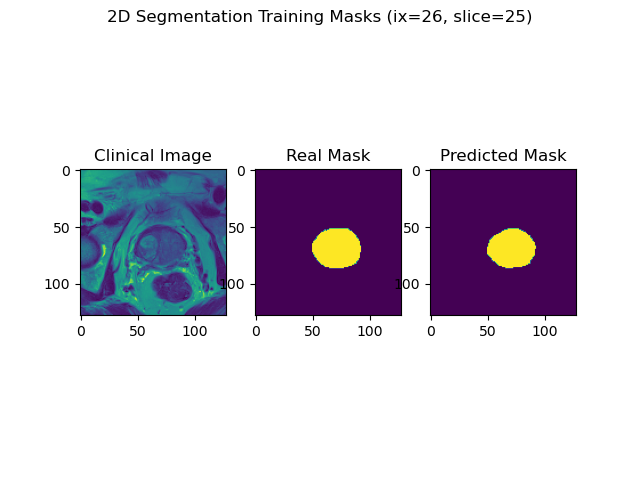 2D Segmentation Training Masks (ix=26, slice=25)
Clinical Image Real Mask Predicted Mask
0 0 0
50 50 50
100 100 100
0 50 100 0 50 100 0 50 100